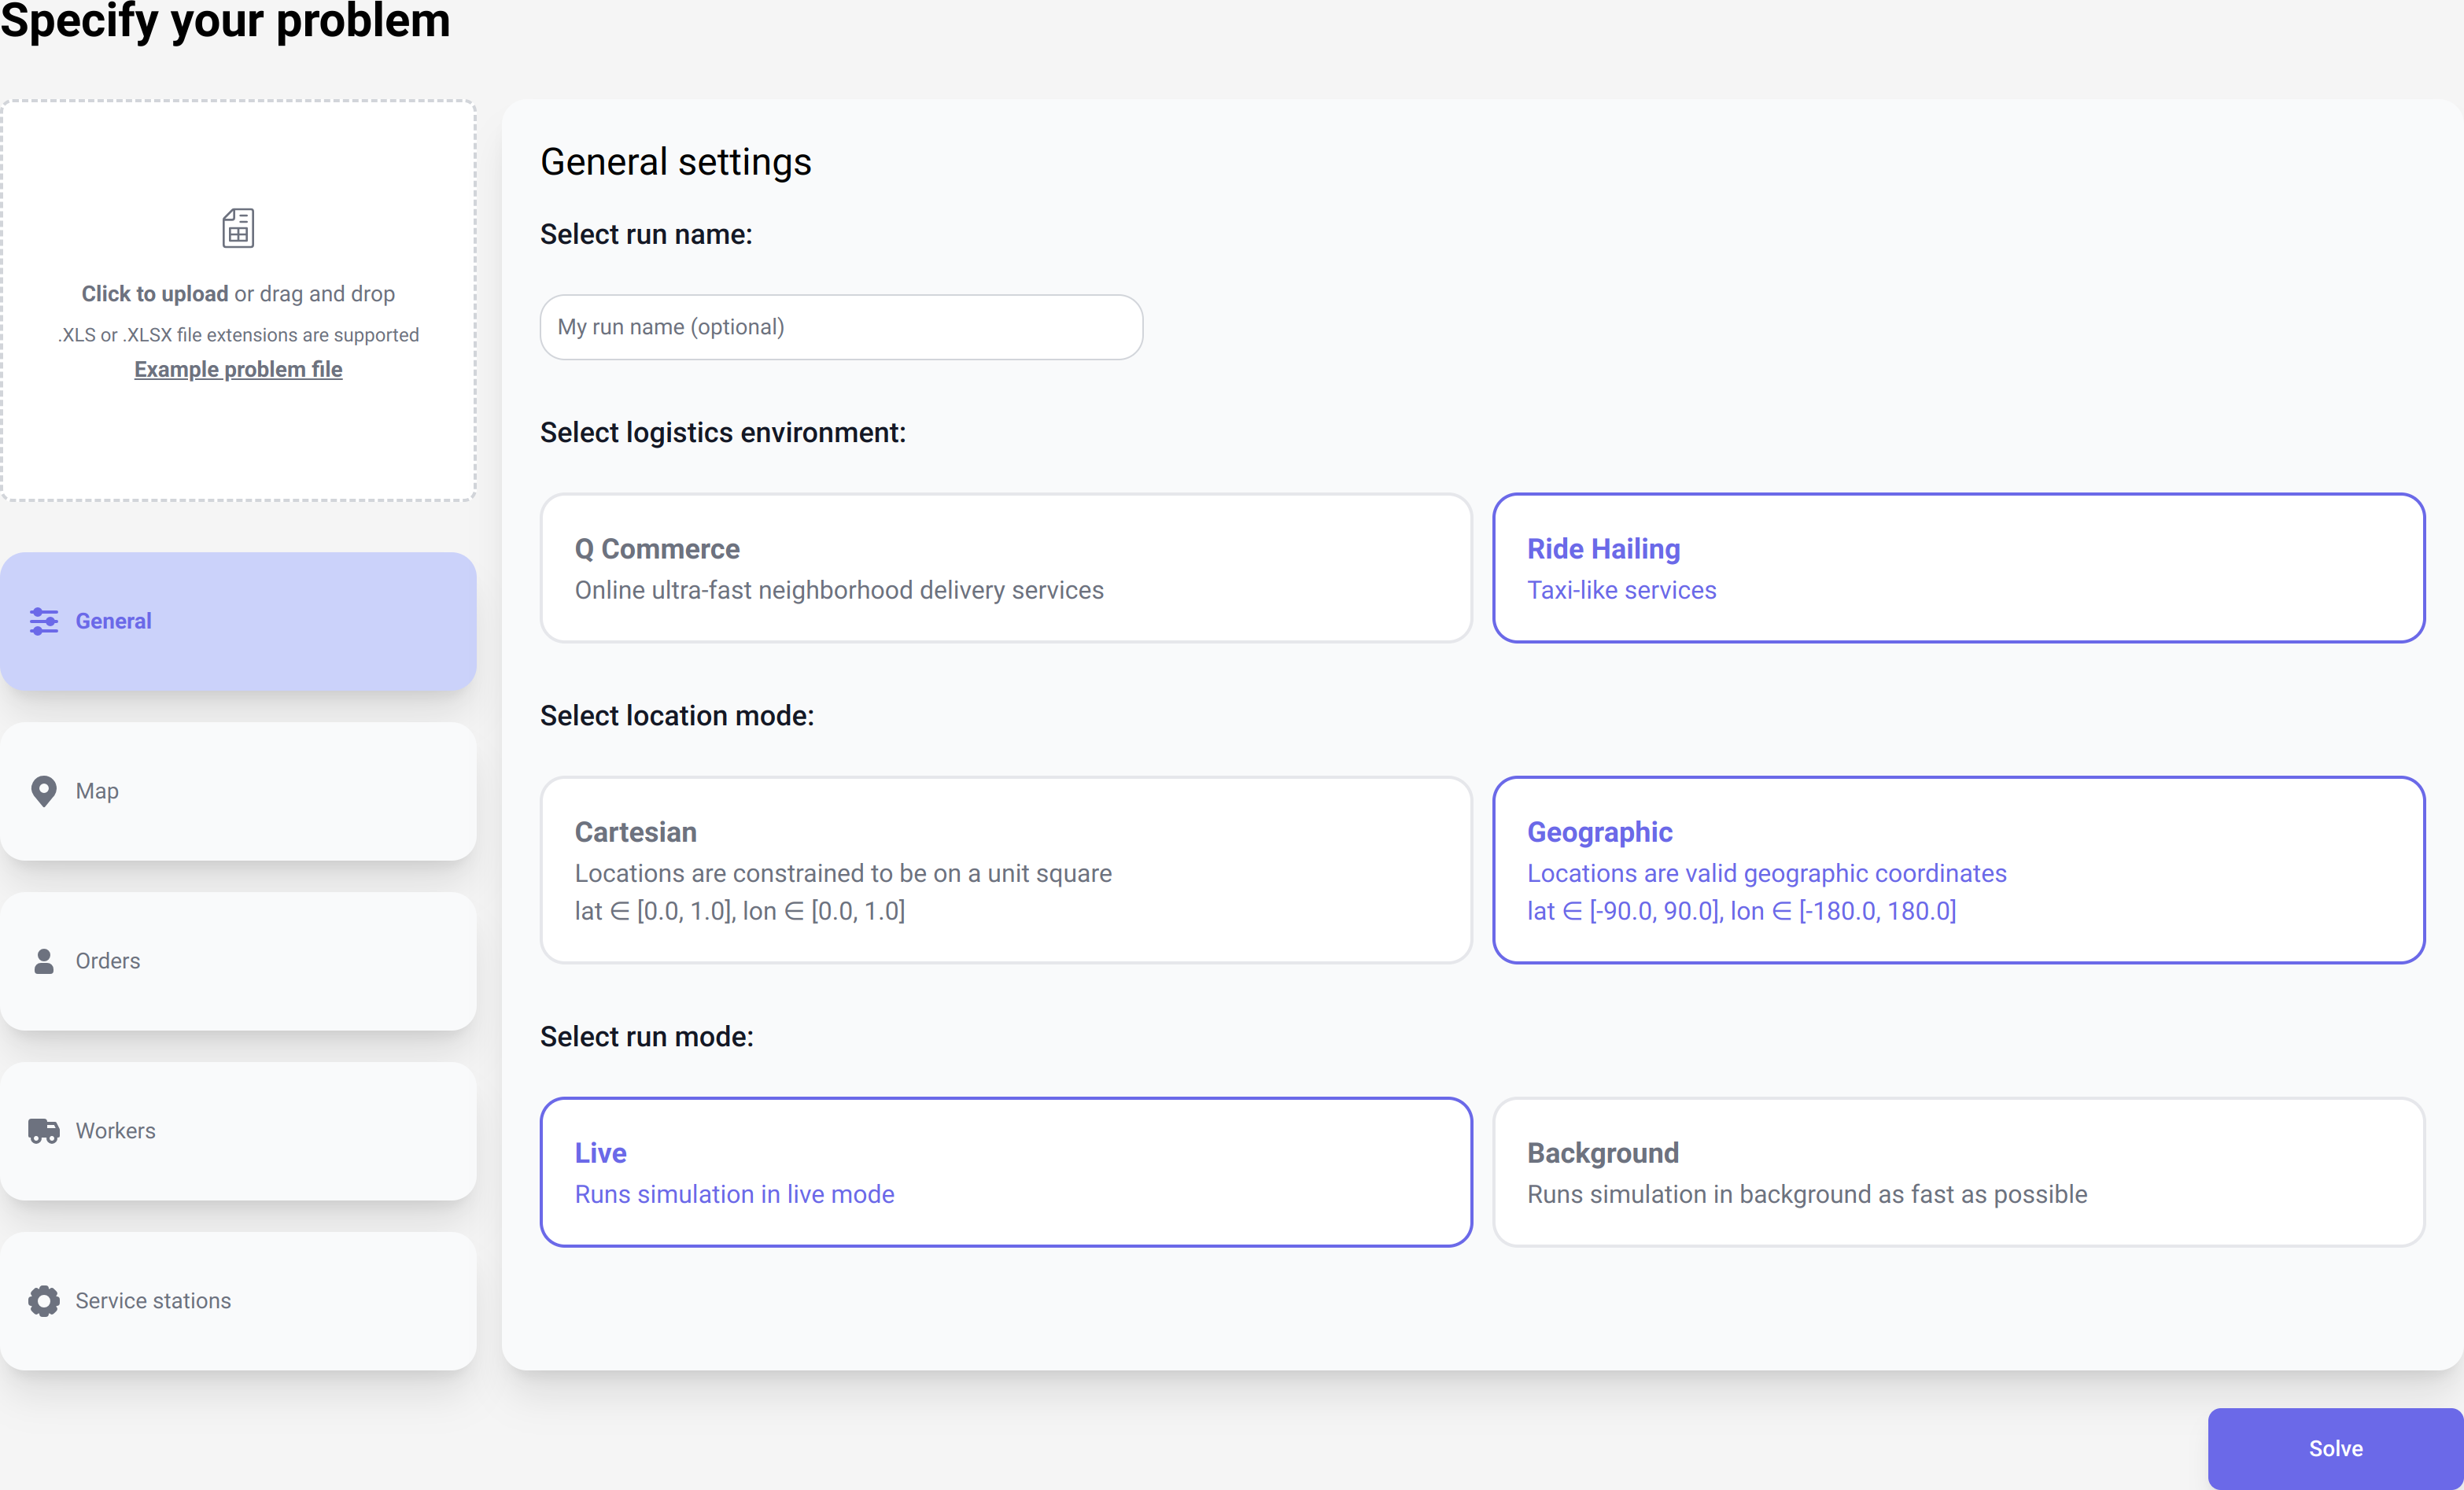 Specify your problem
Click to upload or drag and drop
.XLS or .XLSX file extensions are supported
Example problem file
General
Map
Orders
Workers
Service stations
General settings
Select run name:
My run name (optional)
Select logistics environment:
Q Commerce
Online ultra-fast neighborhood delivery services
Ride Hailing
Taxi-like services
Select location mode:
Cartesian
Locations are constrained to be on a unit square
lat ∈ [0.0, 1.0], lon ∈ [0.0, 1.0]
Geographic
Locations are valid geographic coordinates
lat ∈ [-90.0, 90.0], lon ∈ [-180.0, 180.0]
Select run mode:
Live
Runs simulation in live mode
Background
Runs simulation in background as fast as possible
Solve